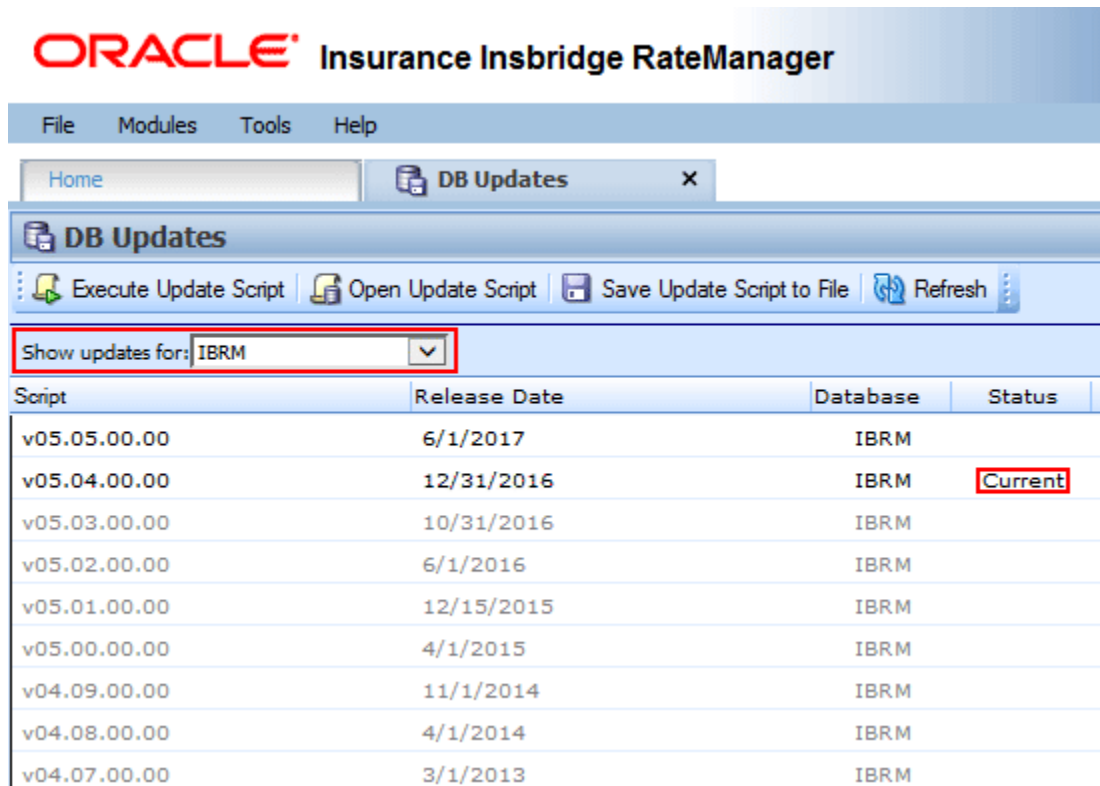 ORACLE Insurance Insbridge RateManager
File Modules Tools Help
Home DB Updates x
DB Updates
Execute Update Script Open Update Script Save Update Script to File Refresh
Show updates for: IBRM
Script Release Date Database Status
v05.05.00.00 6/1/2017 IBRM
v05.04.00.00 12/31/2016 IBRM Current
v05.03.00.00 10/31/2016 IBRM
v05.02.00.00 6/1/2016 IBRM
v05.01.00.00 12/15/2015 IBRM
v05.00.00.00 4/1/2015 IBRM
v04.09.00.00 11/1/2014 IBRM
v04.08.00.00 4/1/2014 IBRM
v04.07.00.00 3/1/2013 IBRM